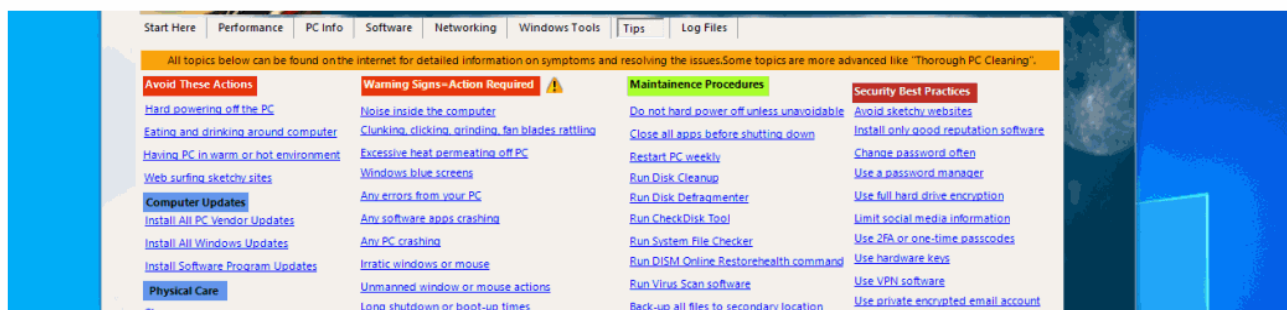 Start Here Performance PC Info Software Networking Windows Tools Tips Log Files
All topics below can be found on the internet for detailed information on symptoms and resolving the issues.Some topics are more advanced like "Thorough PC Cleaning".
Avoid These Actions
Hard powering off the PC
Eating and drinking around computer
Having PC in warm or hot environment
Web surfing sketchy sites
Computer Updates
Install All PC Vendor Updates
Install All Windows Updates
Install Software Program Updates
Physical Care
Warning Signs=Action Required
Noise inside the computer
Clunking, clicking, grinding, fan blades rattling
Excessive heat permeating off PC
Windows blue screens
Any errors from your PC
Any software apps crashing
Any PC crashing
Irratic windows or mouse
Unmanned window or mouse actions
Long shutdown or boot-up times
Maintainence Procedures
Do not hard power off unless unavoidable
Close all apps before shutting down
Restart PC weekly
Run Disk Cleanup
Run Disk Defragmenter
Run CheckDisk Tool
Run System File Checker
Run DISM Online Restorehealth command
Run Virus Scan software
Back-up all files to secondary location
Security Best Practices
Avoid sketchy websites
Install only good reputation software
Change password often
Use a password manager
Use full hard drive encryption
Limit social media information
Use 2FA or one-time passcodes
Use hardware keys
Use VPN software
Use private encrypted email account